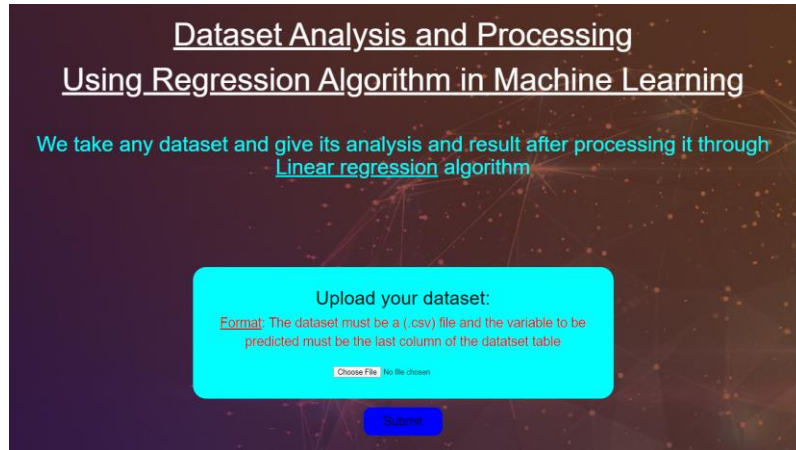 Dataset Analysis and Processing
Using Regression Algorithm in Machine Learning
We take any dataset and give its analysis and result after processing it through
Linear regression algorithm
Upload your dataset:
Format: The dataset must be a (.csv) file and the variable to be
predicted must be the last column of the datatset table
Choose File No file chosen
Submit